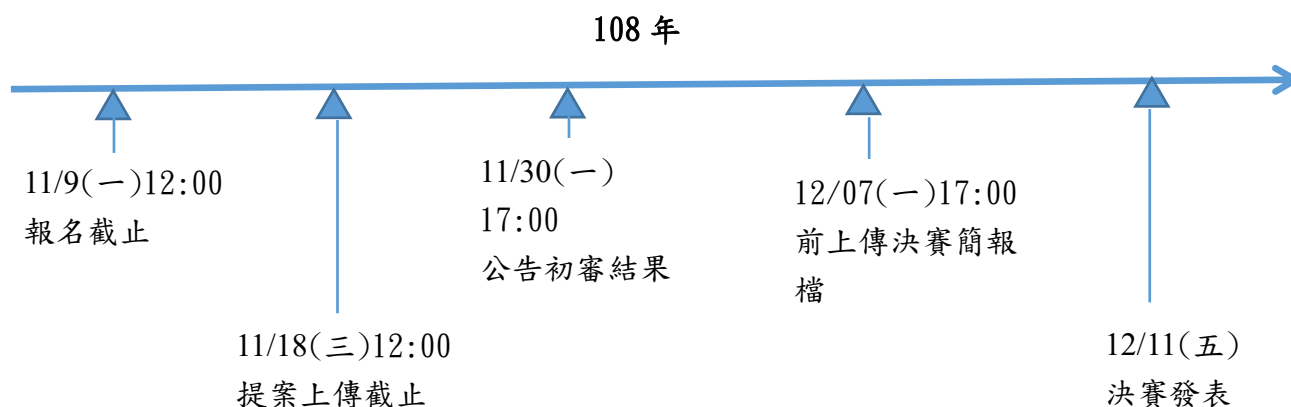 108 年
11/9(一)12:00
報名截止
11/18(三)12:00
提案上傳截止
11/30(一)
17:00
公告初審結果
12/07(一)17:00
前上傳決賽簡報
檔
12/11(五)
決賽發表